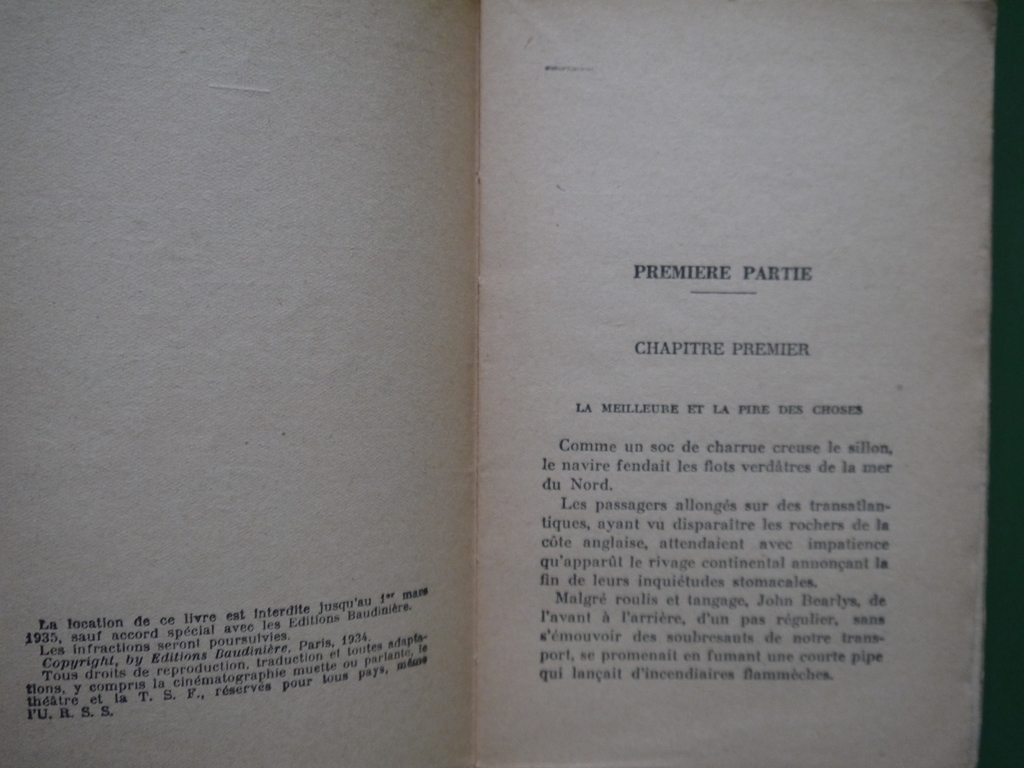 La location de ce livre est interdite jusqu'au 1er mars
1935, sauf accord spécial avec les Editions Baudinière.
Les infractions seront poursuivies.
Copyright, by Editions Baudinière, Paris, 1934.
Tous droits de reproduction, traduction et toutes adapta-
tions, y compris la cinématographie muette ou parlante, le
théâtre et la T. S. F., réservés pour tous pays, même
l'U. R. S. S.
PREMIERE PARTIE
CHAPITRE PREMIER
LA MEILLEURE ET LA PIRE DES CHOSES
Comme un soc de charrue creuse le sillon,
le navire fendait les flots verdâtres de la mer
du Nord.
Les passagers allongés sur des transatlan-
tiques, ayant vu disparaître les rochers de la
côte anglaise, attendaient avec impatience
qu'apparût le rivage continental annonçant la
fin de leurs inquiétudes stomacales.
Malgré roulis et tangage, John Bearlys, de
l'avant à l'arrière, d'un pas régulier, sans
s'émouvoir des soubresauts de notre trans-
port, se promenait en fumant une courte pipe
qui lançait d'incendiaires flammèches.